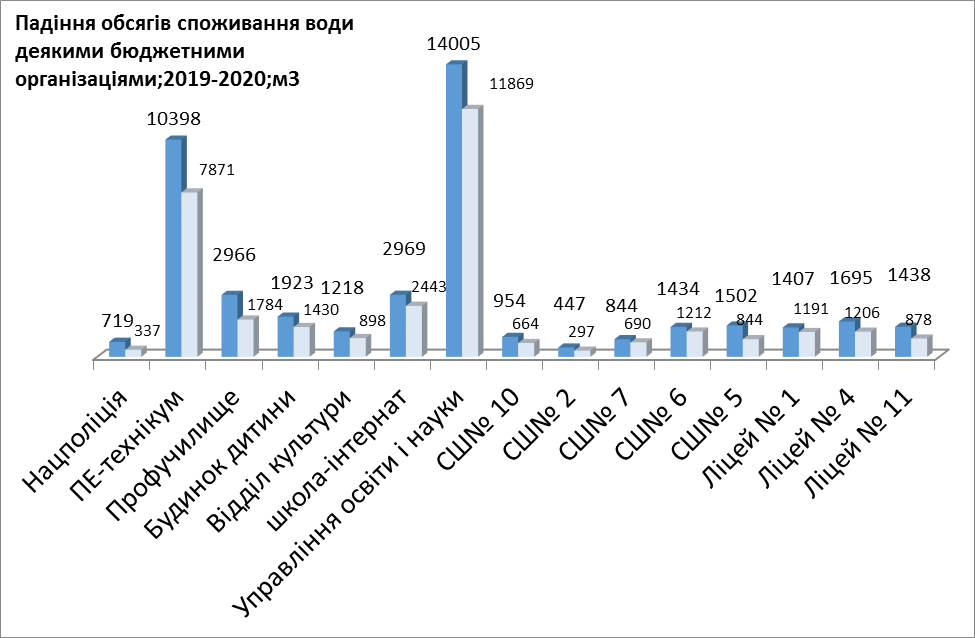 Падіння обсягів споживання води
деякими бюджетними
організаціями;2019-2020;м3
719
337
10398
7871
2966
1784
1923
1430
1218
898
2969
2443
14005
11869
954
664
447
297
844
690
1434
1212
1502
844
1407
1191
1695
1206
1438
878
Нацполіція
ПЕ-технікум
Профучилище
Будинок дитини
Відділ культури
школа-інтернат
Управління освіти і науки
СШ№ 10
СШ№ 2
СШ№ 7
СШ№ 6
СШ№ 5
Ліцей № 1
Ліцей № 4
Ліцей № 11